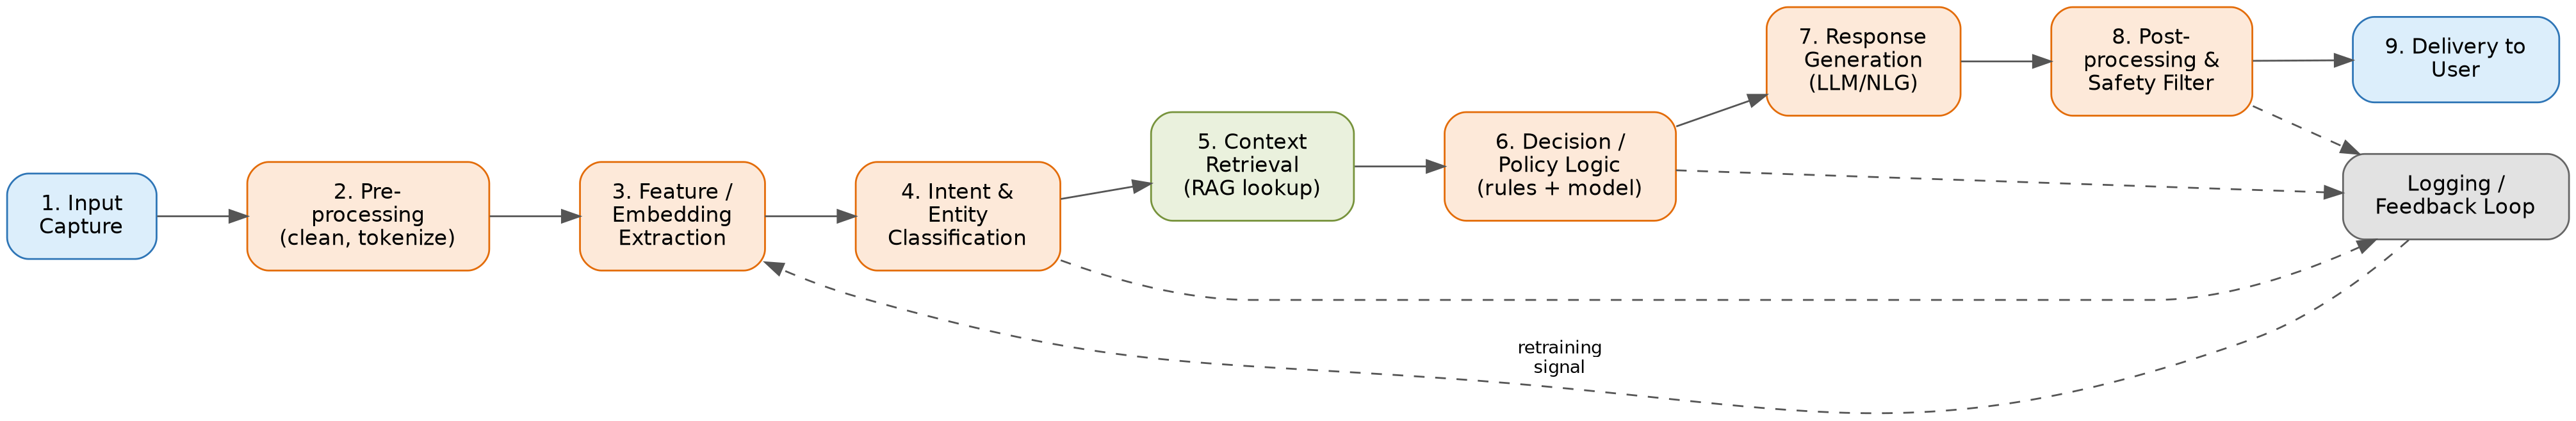 1. Input
Capture
2. Pre-
processing
(clean, tokenize)
3. Feature /
Embedding
Extraction
4. Intent &
Entity
Classification
5. Context
Retrieval
(RAG lookup)
6. Decision /
Policy Logic
(rules + model)
7. Response
Generation
(LLM/NLG)
8. Post-
processing &
Safety Filter
9. Delivery to
User
Logging /
Feedback Loop
retraining
signal